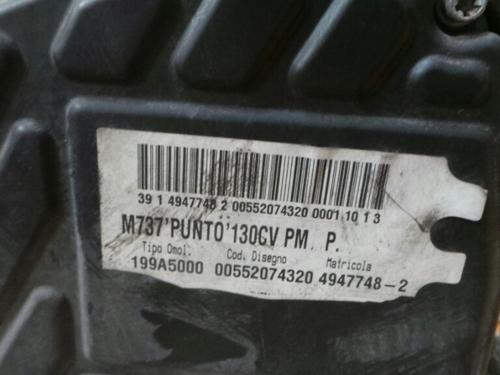 39 1 4947748 2 00552074320 0001 10 1 3
M737'PUNTO'130CV PM. P.
Tipo Omol. Cod. Disegno Matricola
199A5000 00552074320 4947748-2